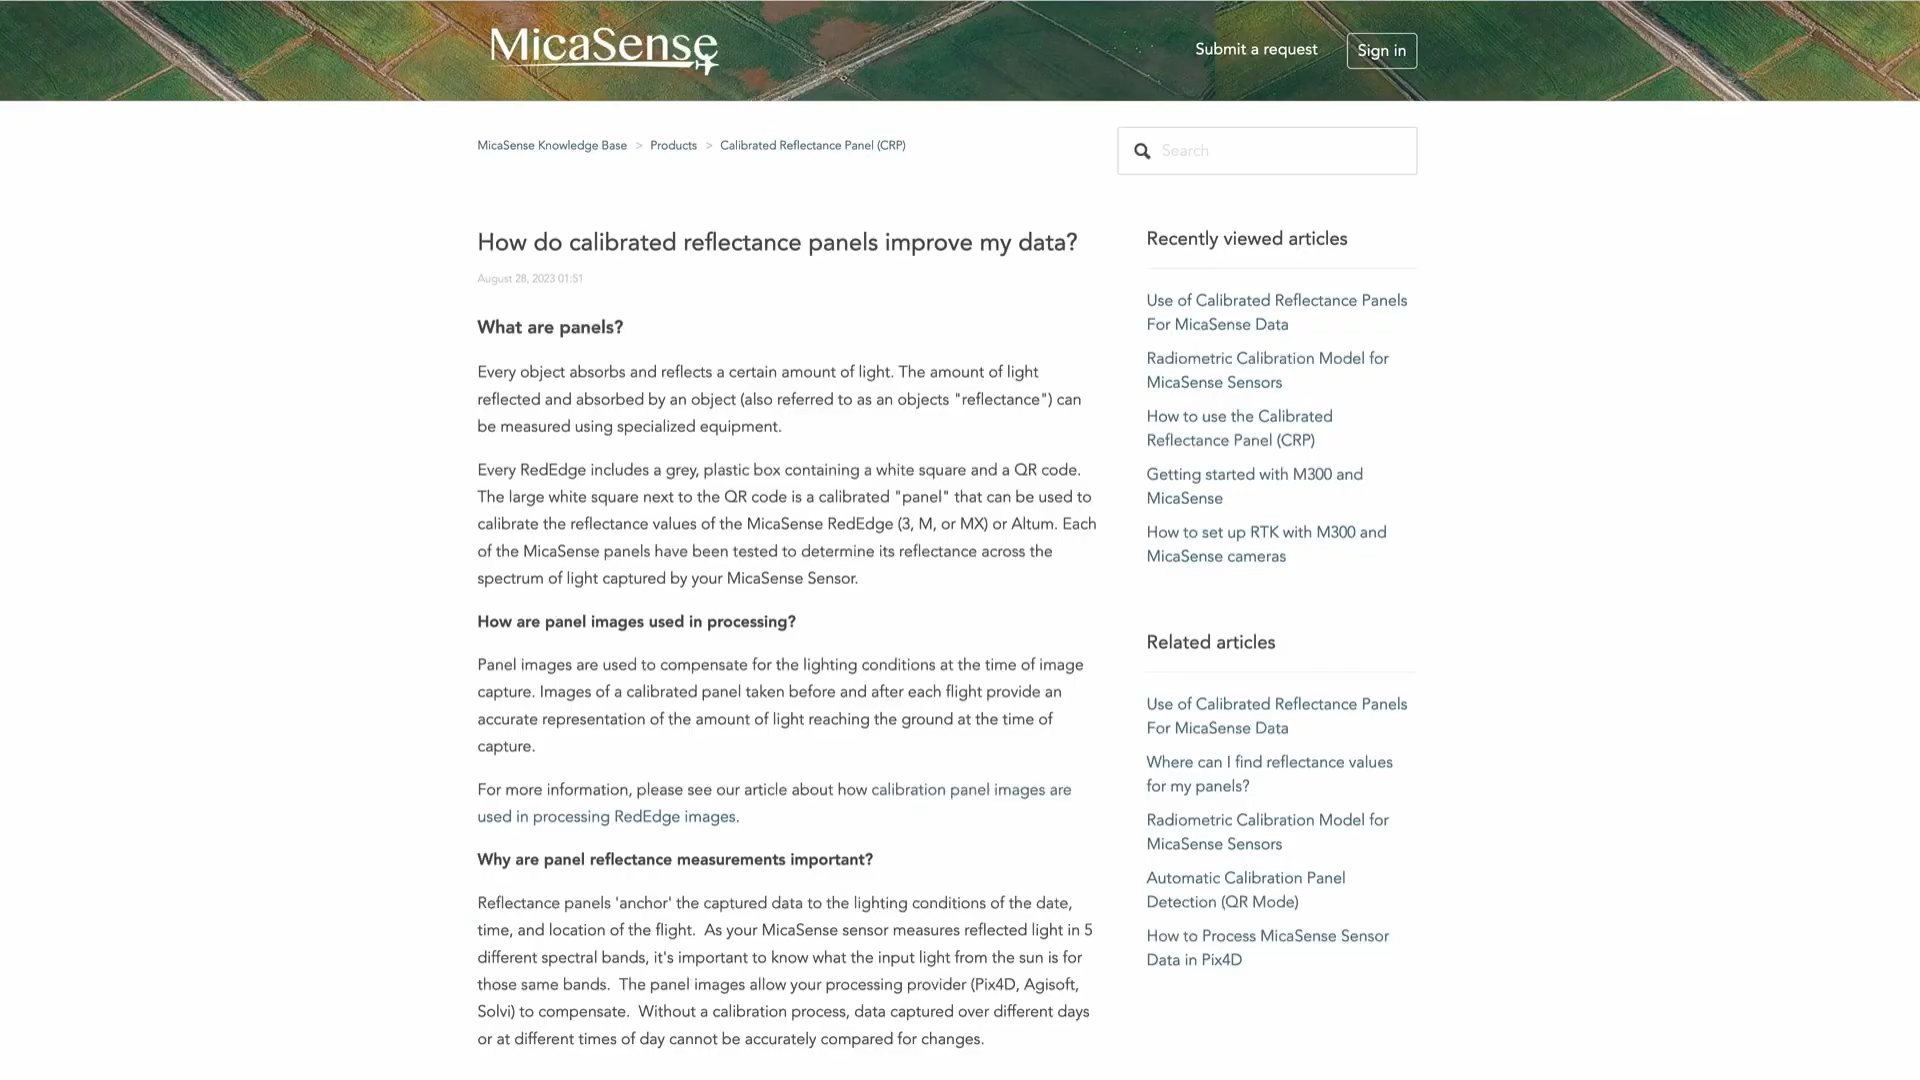 MicaSense
Submit a request
Sign in
MicaSense Knowledge Base > Products > Calibrated Reflectance Panel (CRP)
Search
How do calibrated reflectance panels improve my data?
August 28, 2023 01:51
What are panels?
Every object absorbs and reflects a certain amount of light. The amount of light
reflected and absorbed by an object (also referred to as an objects "reflectance") can
be measured using specialized equipment.
Every RedEdge includes a grey, plastic box containing a white square and a QR code.
The large white square next to the QR code is a calibrated "panel" that can be used to
calibrate the reflectance values of the MicaSense RedEdge (3, M, or MX) or Altum. Each
of the MicaSense panels have been tested to determine its reflectance across the
spectrum of light captured by your MicaSense Sensor.
How are panel images used in processing?
Panel images are used to compensate for the lighting conditions at the time of image
capture. Images of a calibrated panel taken before and after each flight provide an
accurate representation of the amount of light reaching the ground at the time of
capture.
For more information, please see our article about how calibration panel images are
used in processing RedEdge images.
Why are panel reflectance measurements important?
Reflectance panels 'anchor' the captured data to the lighting conditions of the date,
time, and location of the flight.  As your MicaSense sensor measures reflected light in 5
different spectral bands, it's important to know what the input light from the sun is for
those same bands.  The panel images allow your processing provider (Pix4D, Agisoft,
Solvi) to compensate.  Without a calibration process, data captured over different days
or at different times of day cannot be accurately compared for changes.
Recently viewed articles
Use of Calibrated Reflectance Panels
For MicaSense Data
Radiometric Calibration Model for
MicaSense Sensors
How to use the Calibrated
Reflectance Panel (CRP)
Getting started with M300 and
MicaSense
How to set up RTK with M300 and
MicaSense cameras
Related articles
Use of Calibrated Reflectance Panels
For MicaSense Data
Where can I find reflectance values
for my panels?
Radiometric Calibration Model for
MicaSense Sensors
Automatic Calibration Panel
Detection (QR Mode)
How to Process MicaSense Sensor
Data in Pix4D